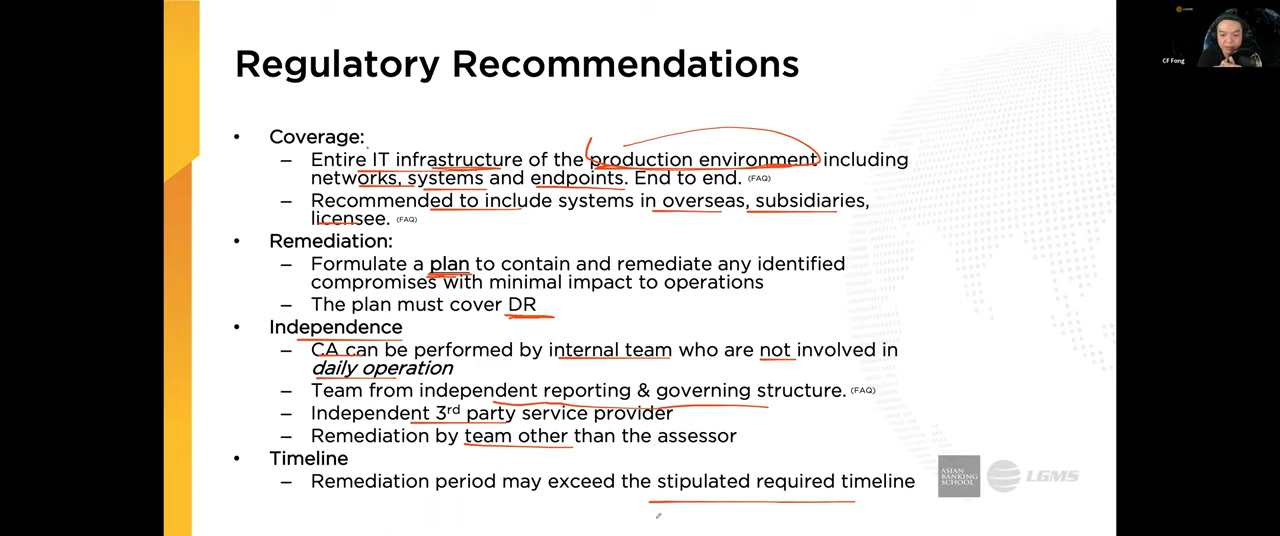 LGMS
CF Fong
Regulatory Recommendations
• Coverage:
– Entire IT infrastructure of the production environment including
networks, systems and endpoints. End to end. (FAQ)
– Recommended to include systems in overseas, subsidiaries,
licensee. (FAQ)
• Remediation:
– Formulate a plan to contain and remediate any identified
compromises with minimal impact to operations
– The plan must cover DR
• Independence
– CA can be performed by internal team who are not involved in
daily operation
– Team from independent reporting & governing structure. (FAQ)
– Independent 3rd party service provider
– Remediation by team other than the assessor
• Timeline
– Remediation period may exceed the stipulated required timeline
ASIAN
BANKING
SCHOOL
LGMS